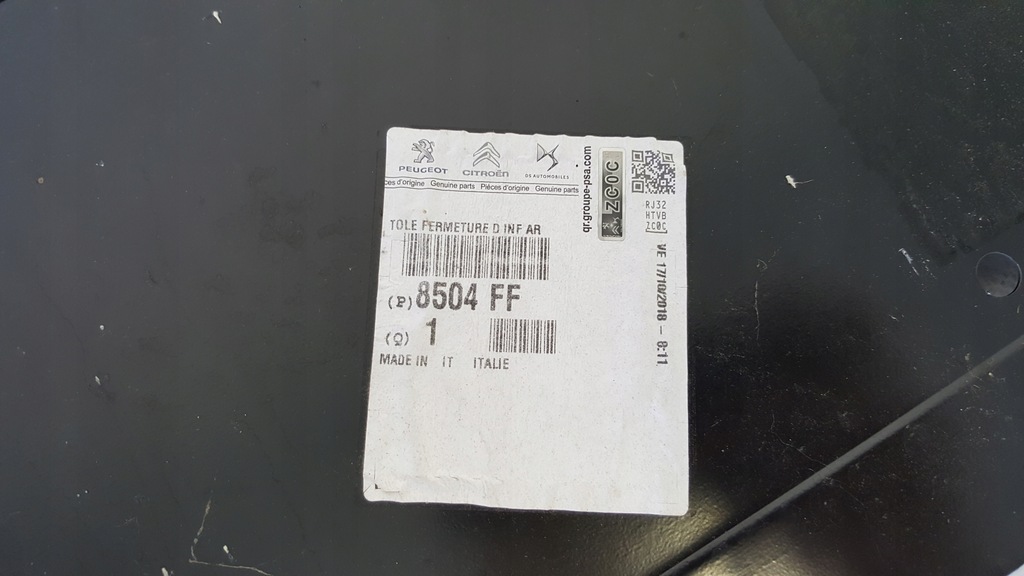 PEUGEOT CITROËN DS AUTOMOBILES
ces d'origine Genuine parts Pièces d'origine Genuine parts
TOLE FERMETURE D INF AR
(P) 8504 FF
(Q) 1
MADE IN IT ITALIE
qr.groupe-psa.com
ZC0C
RJ32
HTVB
ZC0C
VE 17/10/2018 - 8:11